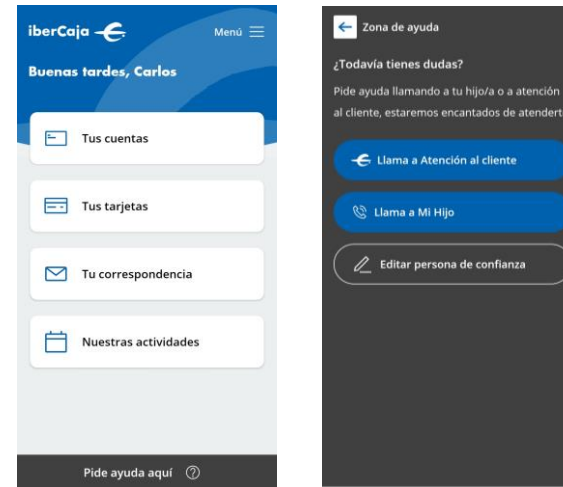 iberCaja
Menú
Buenas tardes, Carlos
Tus cuentas
Tus tarjetas
Tu correspondencia
Nuestras actividades
Pide ayuda aquí
Zona de ayuda
¿Todavía tienes dudas?
Pide ayuda llamando a tu hijo/a o a atención
al cliente, estaremos encantados de atendert
Llama a Atención al cliente
Llama a Mi Hijo
Editar persona de confianza